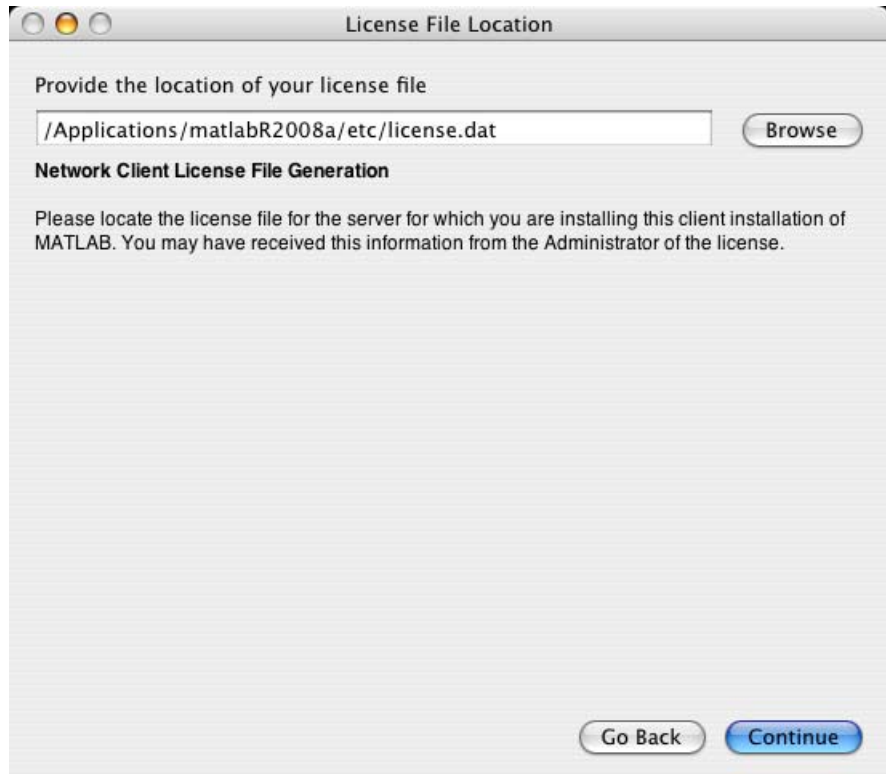 License File Location
Provide the location of your license file
/Applications/matlabR2008a/etc/license.dat
Browse
Network Client License File Generation
Please locate the license file for the server for which you are installing this client installation of
MATLAB. You may have received this information from the Administrator of the license.
Go Back
Continue